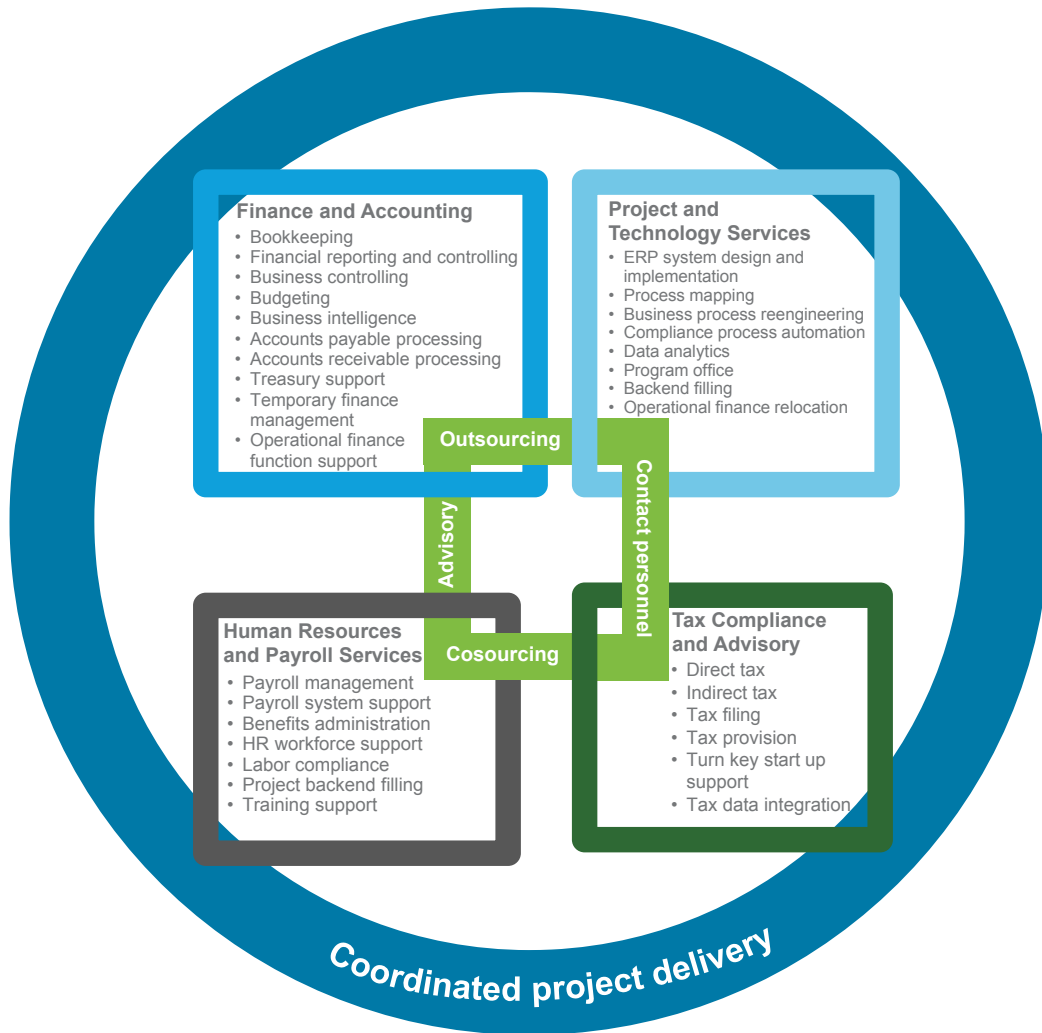 Finance and Accounting
• Bookkeeping
• Financial reporting and controlling
• Business controlling
• Budgeting
• Business intelligence
• Accounts payable processing
• Accounts receivable processing
• Treasury support
• Temporary finance
management
• Operational finance
function support
Project and
Technology Services
• ERP system design and
implementation
• Process mapping
• Business process reengineering
• Compliance process automation
• Data analytics
• Program office
• Backend filling
• Operational finance relocation
Outsourcing
Advisory
Contact personnel
Cosourcing
Human Resources
and Payroll Services
• Payroll management
• Payroll system support
• Benefits administration
• HR workforce support
• Labor compliance
• Project backend filling
• Training support
Tax Compliance
and Advisory
• Direct tax
• Indirect tax
• Tax filing
• Tax provision
• Turn key start up
support
• Tax data integration
Coordinated project delivery